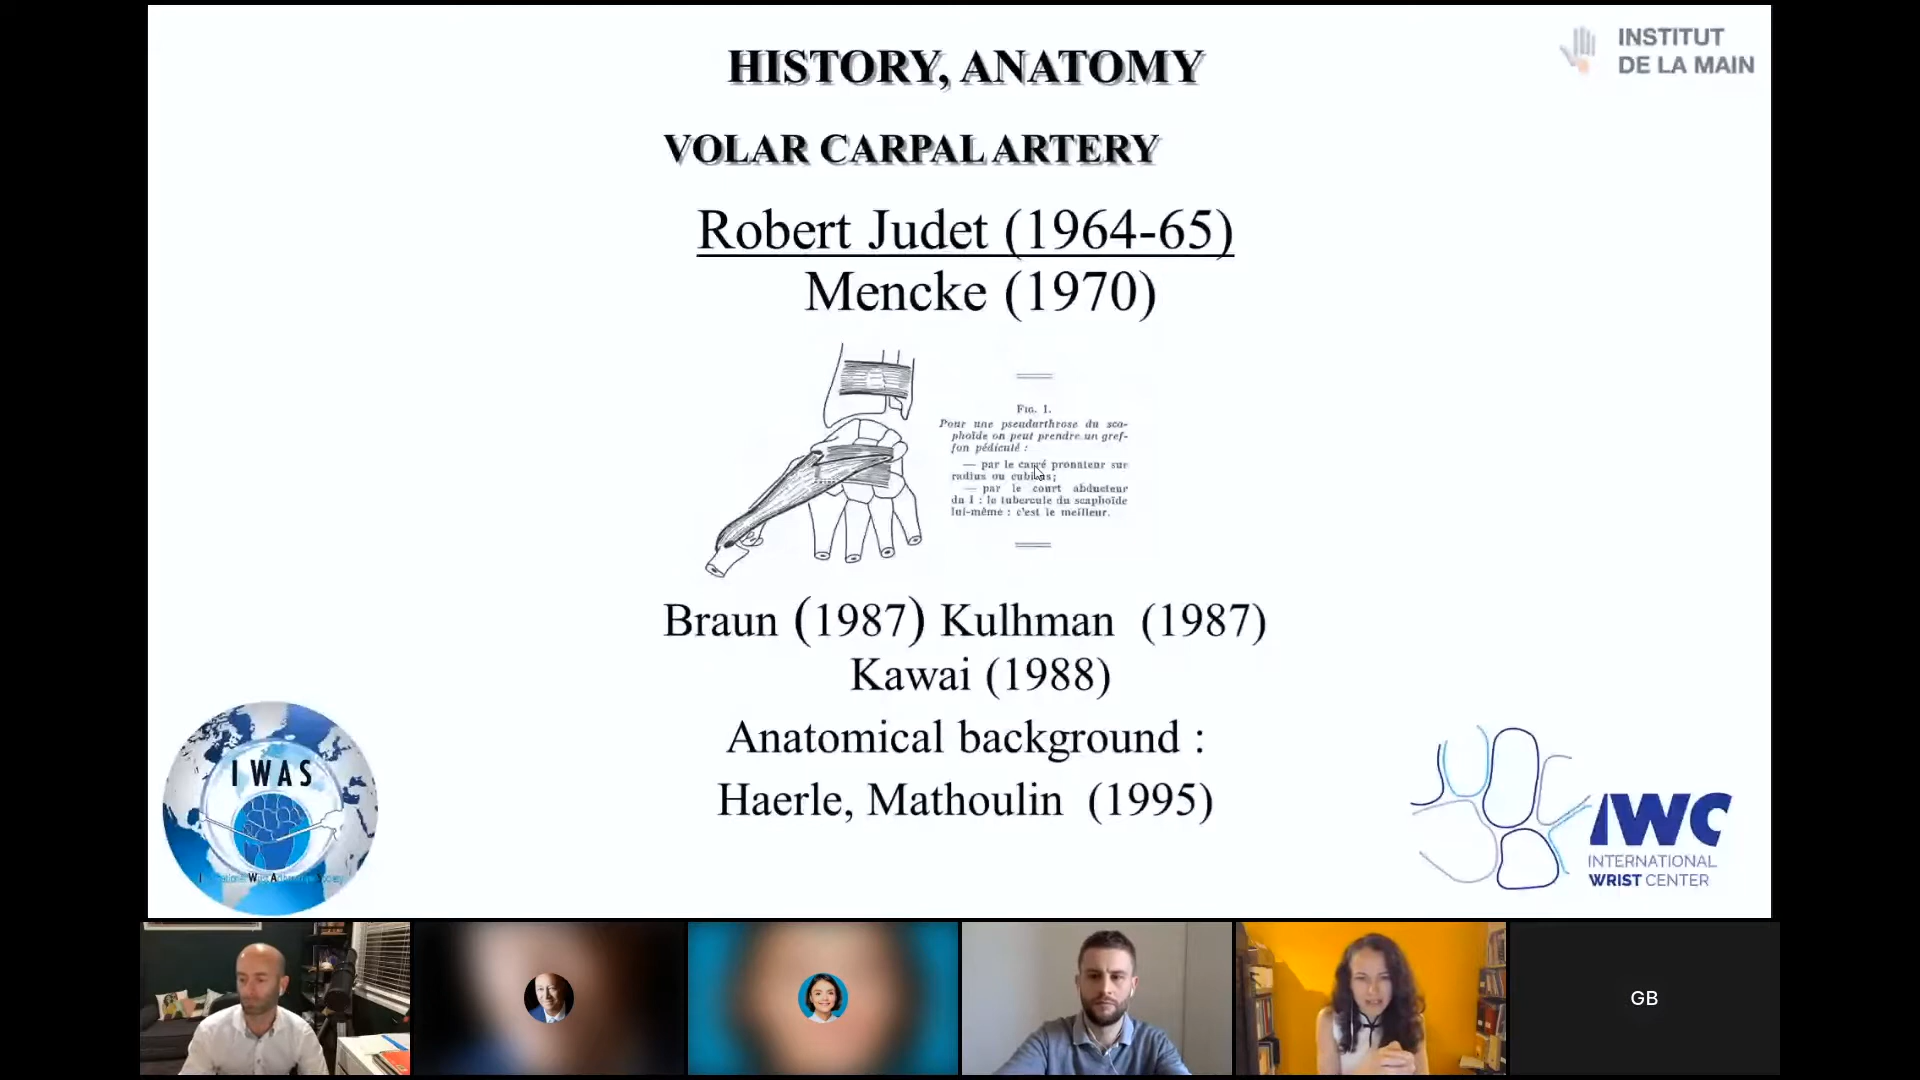 HISTORY, ANATOMY
INSTITUT
DE LA MAIN
VOLAR CARPAL ARTERY
Robert Judet (1964-65)
Mencke (1970)
FIG. 1.
Pour une pseudarthrose du sca-
phoïde on peut prendre un gref-
fon pédiculé :
— par le carré pronateur sur
radius ou cubitus;
— par le court abducteur
du I : le tubercule du scaphoïde
lui-même : c'est le meilleur.
Braun (1987) Kulhman (1987)
Kawai (1988)
Anatomical background :
Haerle, Mathoulin (1995)
IWAS
IWC
INTERNATIONAL
WRIST CENTER
GB